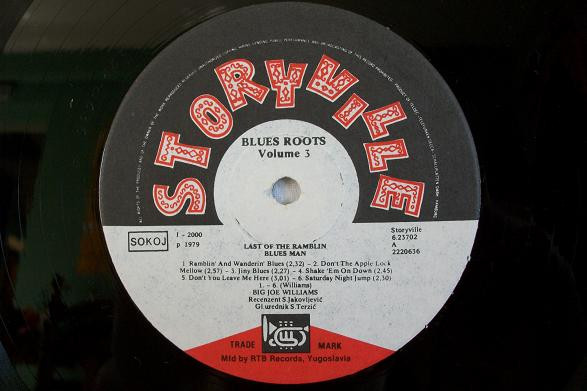 STORYVILLE
BLUES ROOTS
Volume 3
SOKOJ
I - 2000
p 1979
LAST OF THE RAMBLIN
BLUES MAN
Storyville
6.23702
A
2220636
1. Ramblin' And Wanderin' Blues (2,32) - 2. Don't The Apple Lock
Mellow (2,57) - 3. Jiny Blues (2,27) - 4. Shake 'Em On Down (2,45)
5. Don't You Leave Me Here (3,01) - 6. Saturday Night Jump (2,30)
1. - 6. (Williams)
BIG JOE WILLIAMS
Recenzent S.Jakovljević
Gl.urednik S.Terzić
TRADE MARK
Mfd by RTB Records, Yugoslavia